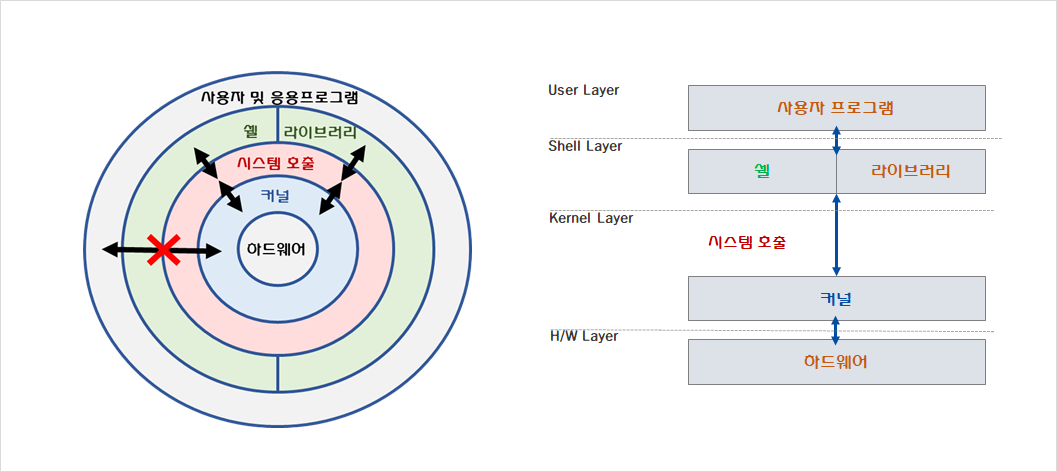 사용자 및 응용프로그램
쉘
라이브러리
시스템 호출
커널
하드웨어
User Layer
사용자 프로그램
Shell Layer
쉘
라이브러리
Kernel Layer
시스템 호출
커널
H/W Layer
하드웨어